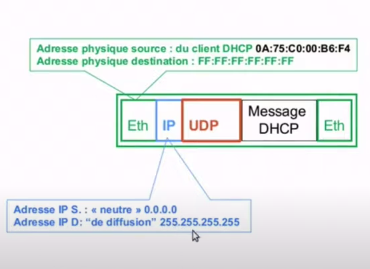 Adresse physique source : du client DHCP 0A:75:C0:00:B6:F4
Adresse physique destination : FF:FF:FF:FF:FF:FF
Eth IP UDP Message DHCP Eth
Adresse IP S. : « neutre » 0.0.0.0
Adresse IP D: “de diffusion” 255.255.255.255